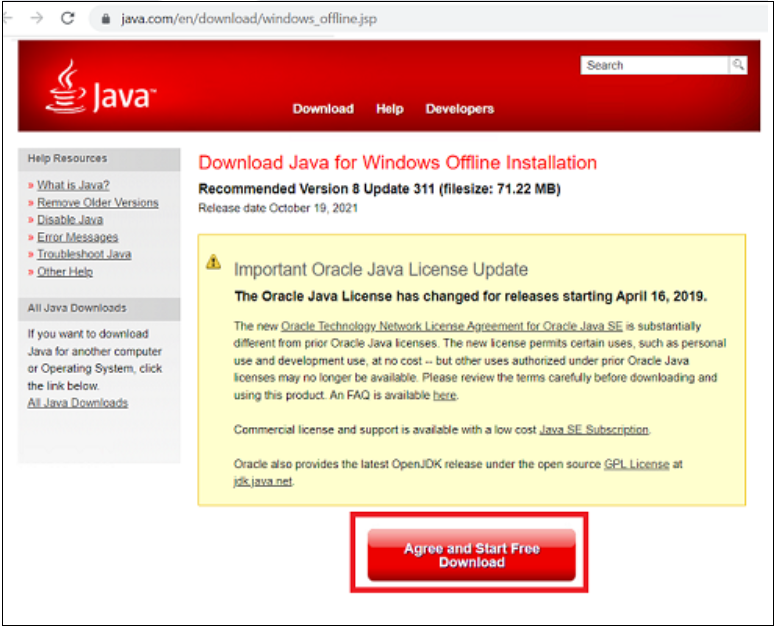 java.com/en/download/windows_offline.jsp
Java™
Search
Download Help Developers
Help Resources
» What is Java?
» Remove Older Versions
» Disable Java
» Error Messages
» Troubleshoot Java
» Other Help
All Java Downloads
If you want to download
Java for another computer
or Operating System, click
the link below.
All Java Downloads
Download Java for Windows Offline Installation
Recommended Version 8 Update 311 (filesize: 71.22 MB)
Release date October 19, 2021
Important Oracle Java License Update
The Oracle Java License has changed for releases starting April 16, 2019.
The new Oracle Technology Network License Agreement for Oracle Java SE is substantially
different from prior Oracle Java licenses. The new license permits certain uses, such as personal
use and development use, at no cost -- but other uses authorized under prior Oracle Java
licenses may no longer be available. Please review the terms carefully before downloading and
using this product. An FAQ is available here.
Commercial license and support is available with a low cost Java SE Subscription.
Oracle also provides the latest OpenJDK release under the open source GPL License at
jdk.java.net.
Agree and Start Free
Download